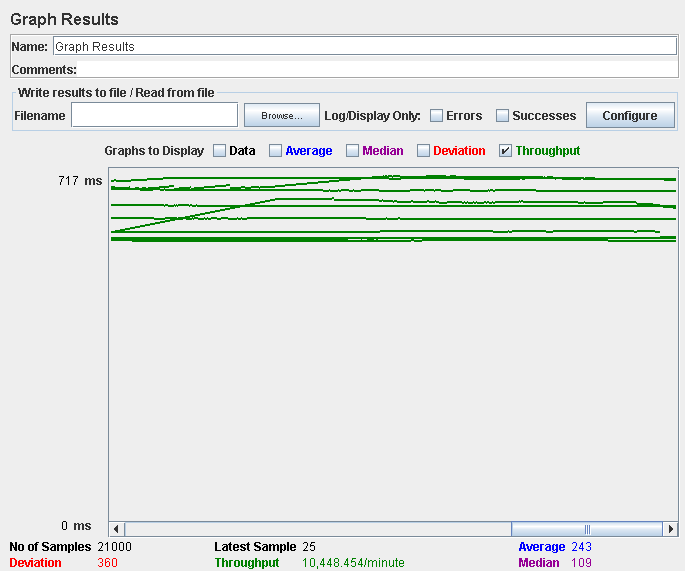 Graph Results
Name: Graph Results
Comments:
Write results to file / Read from file
Filename Browse... Log/Display Only: Errors Successes Configure
Graphs to Display Data Average Median Deviation Throughput
717 ms
0 ms
No of Samples 21000 Latest Sample 25 Average 243
Deviation 360 Throughput 10,448.454/minute Median 109